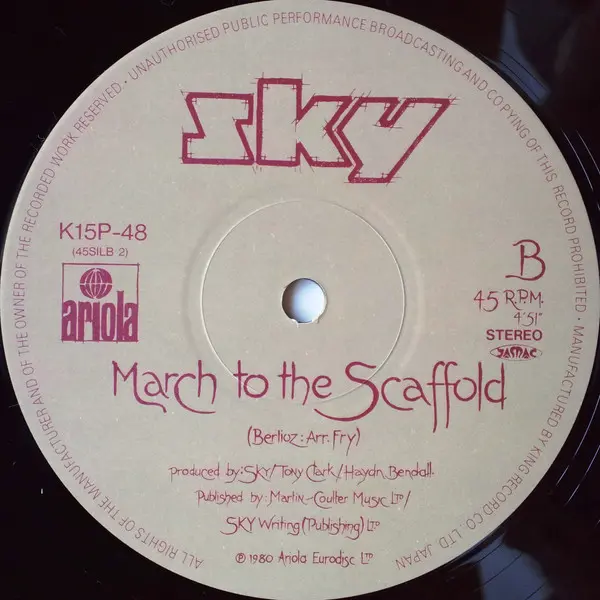 ALL RIGHTS OF THE MANUFACTURER AND OF THE OWNER OF THE RECORDED WORK RESERVED · UNAUTHORISED PUBLIC PERFORMANCE BROADCASTING AND COPYING OF THIS RECORD PROHIBITED · MANUFACTURED BY KING RECORD CO. LTD JAPAN
sky
K15P-48
(45SILB 2)
ariola
B
45 R.P.M.
4'51"
STEREO
JASRAC
March to the Scaffold
(Berlioz: Arr. Fry)
produced by: SKY/Tony Clark/Haydn Bendall.
Published by: Martin-Coulter Music LTD/
SKY Writing (Publishing) LTD
℗ 1980 Ariola Eurodisc LTD